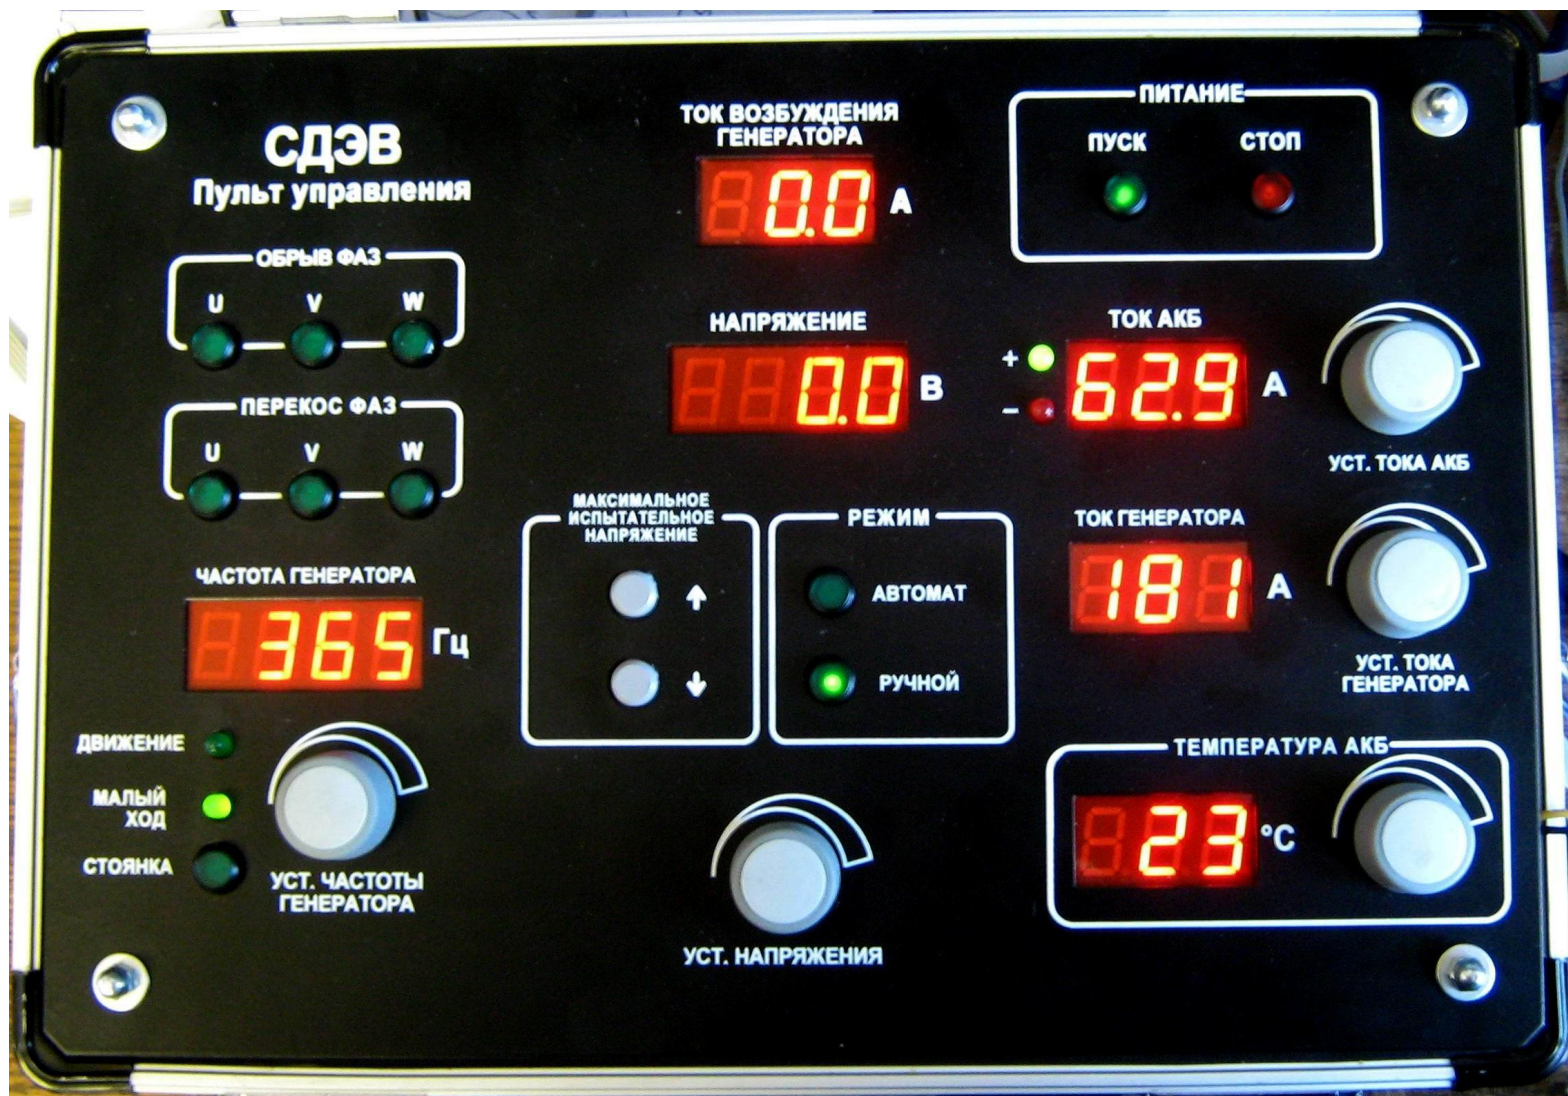 СДЭВ
Пульт управления
ОБРЫВ ФАЗ
U V W
ПЕРЕКОС ФАЗ
U V W
ЧАСТОТА ГЕНЕРАТОРА
365 Гц
ДВИЖЕНИЕ
МАЛЫЙ
ХОД
СТОЯНКА
УСТ. ЧАСТОТЫ
ГЕНЕРАТОРА
ТОК ВОЗБУЖДЕНИЯ
ГЕНЕРАТОРА
0.0 А
НАПРЯЖЕНИЕ
0.0 В
МАКСИМАЛЬНОЕ
ИСПЫТАТЕЛЬНОЕ
НАПРЯЖЕНИЕ
↑
↓
РЕЖИМ
АВТОМАТ
РУЧНОЙ
УСТ. НАПРЯЖЕНИЯ
ПИТАНИЕ
ПУСК СТОП
ТОК АКБ
+
−
62.9 А
УСТ. ТОКА АКБ
ТОК ГЕНЕРАТОРА
181 А
УСТ. ТОКА
ГЕНЕРАТОРА
ТЕМПЕРАТУРА АКБ
23 °С